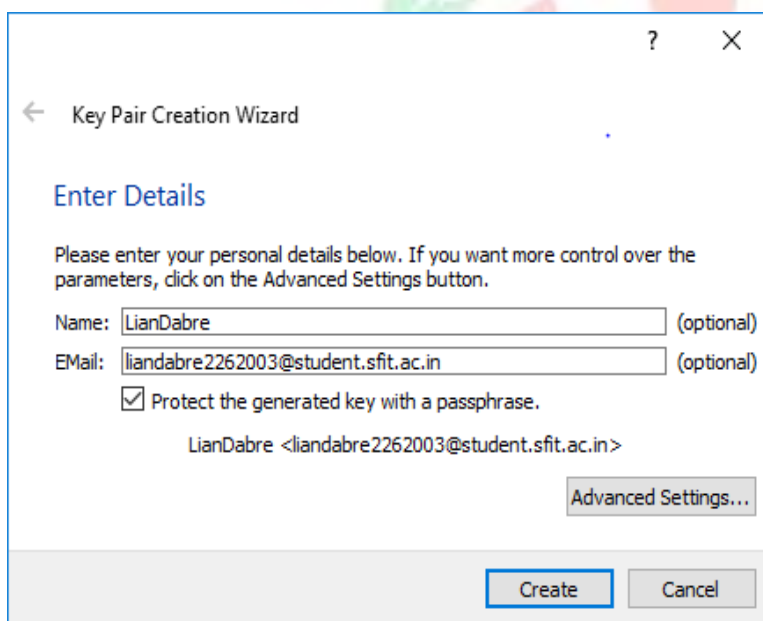 ?
Key Pair Creation Wizard
Enter Details
Please enter your personal details below. If you want more control over the
parameters, click on the Advanced Settings button.
Name: LianDabre (optional)
EMail: liandabre2262003@student.sfit.ac.in (optional)
Protect the generated key with a passphrase.
LianDabre <liandabre2262003@student.sfit.ac.in>
Advanced Settings...
Create Cancel